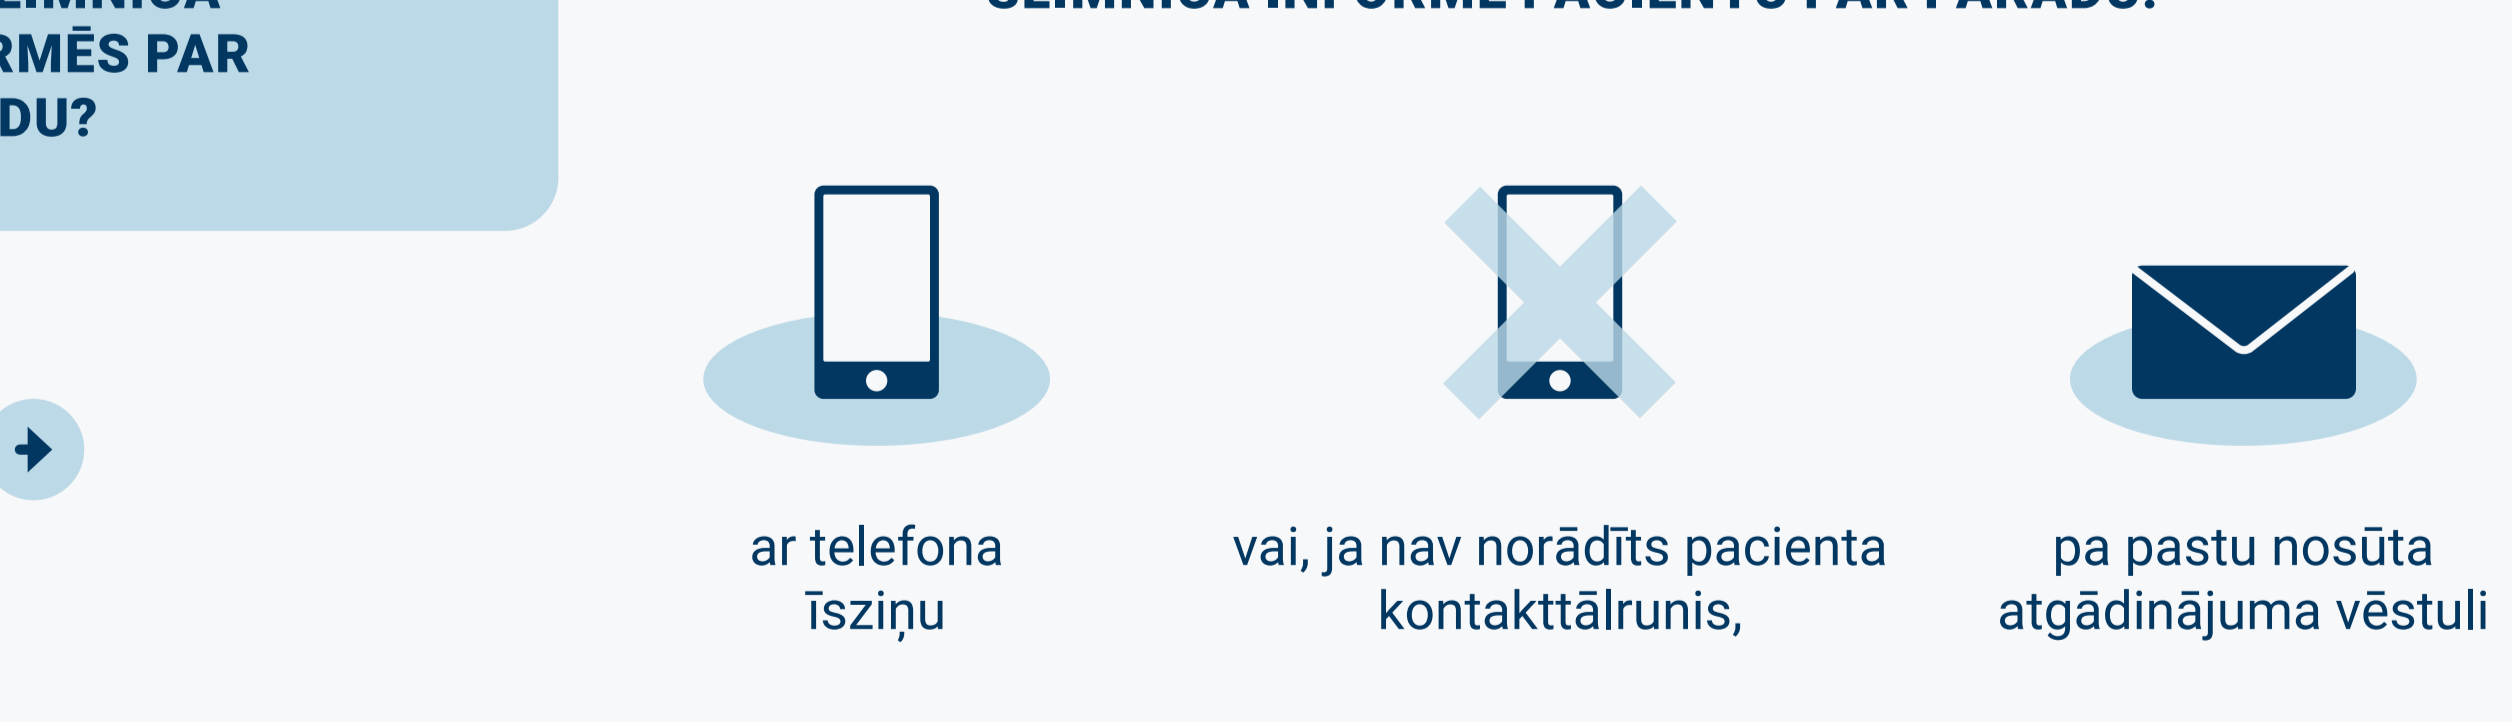 RMĒS PAR
DU?
ar telefona
īsziņu
vai, ja nav norādīts pacienta
kontakttālrunis,
pa pastu nosūta
atgādinājuma vēstuli